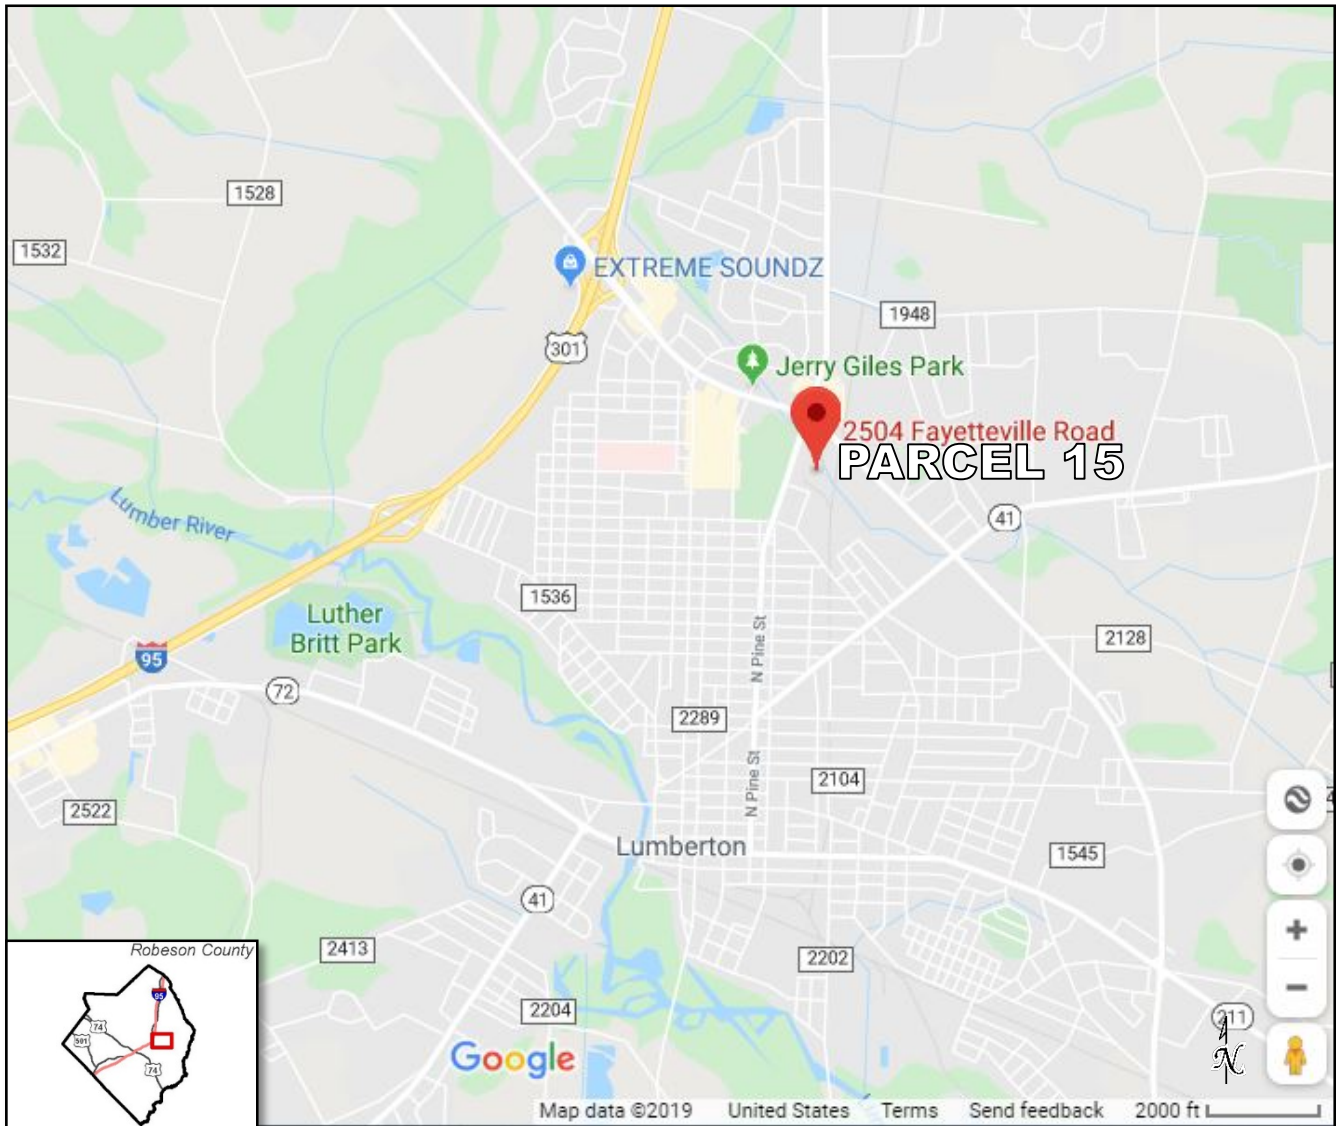 1528
1532
EXTREME SOUNDZ
1948
301
Jerry Giles Park
2504 Fayetteville Road
PARCEL 15
Lumber River
41
1536
Luther
Britt Park
N Pine St
2128
95
72
2289
N Pine St
2104
2522
Lumberton
1545
41
Robeson County
2413
2202
95
74
501
74
2204
211
N
Google
Map data ©2019 United States Terms Send feedback 2000 ft